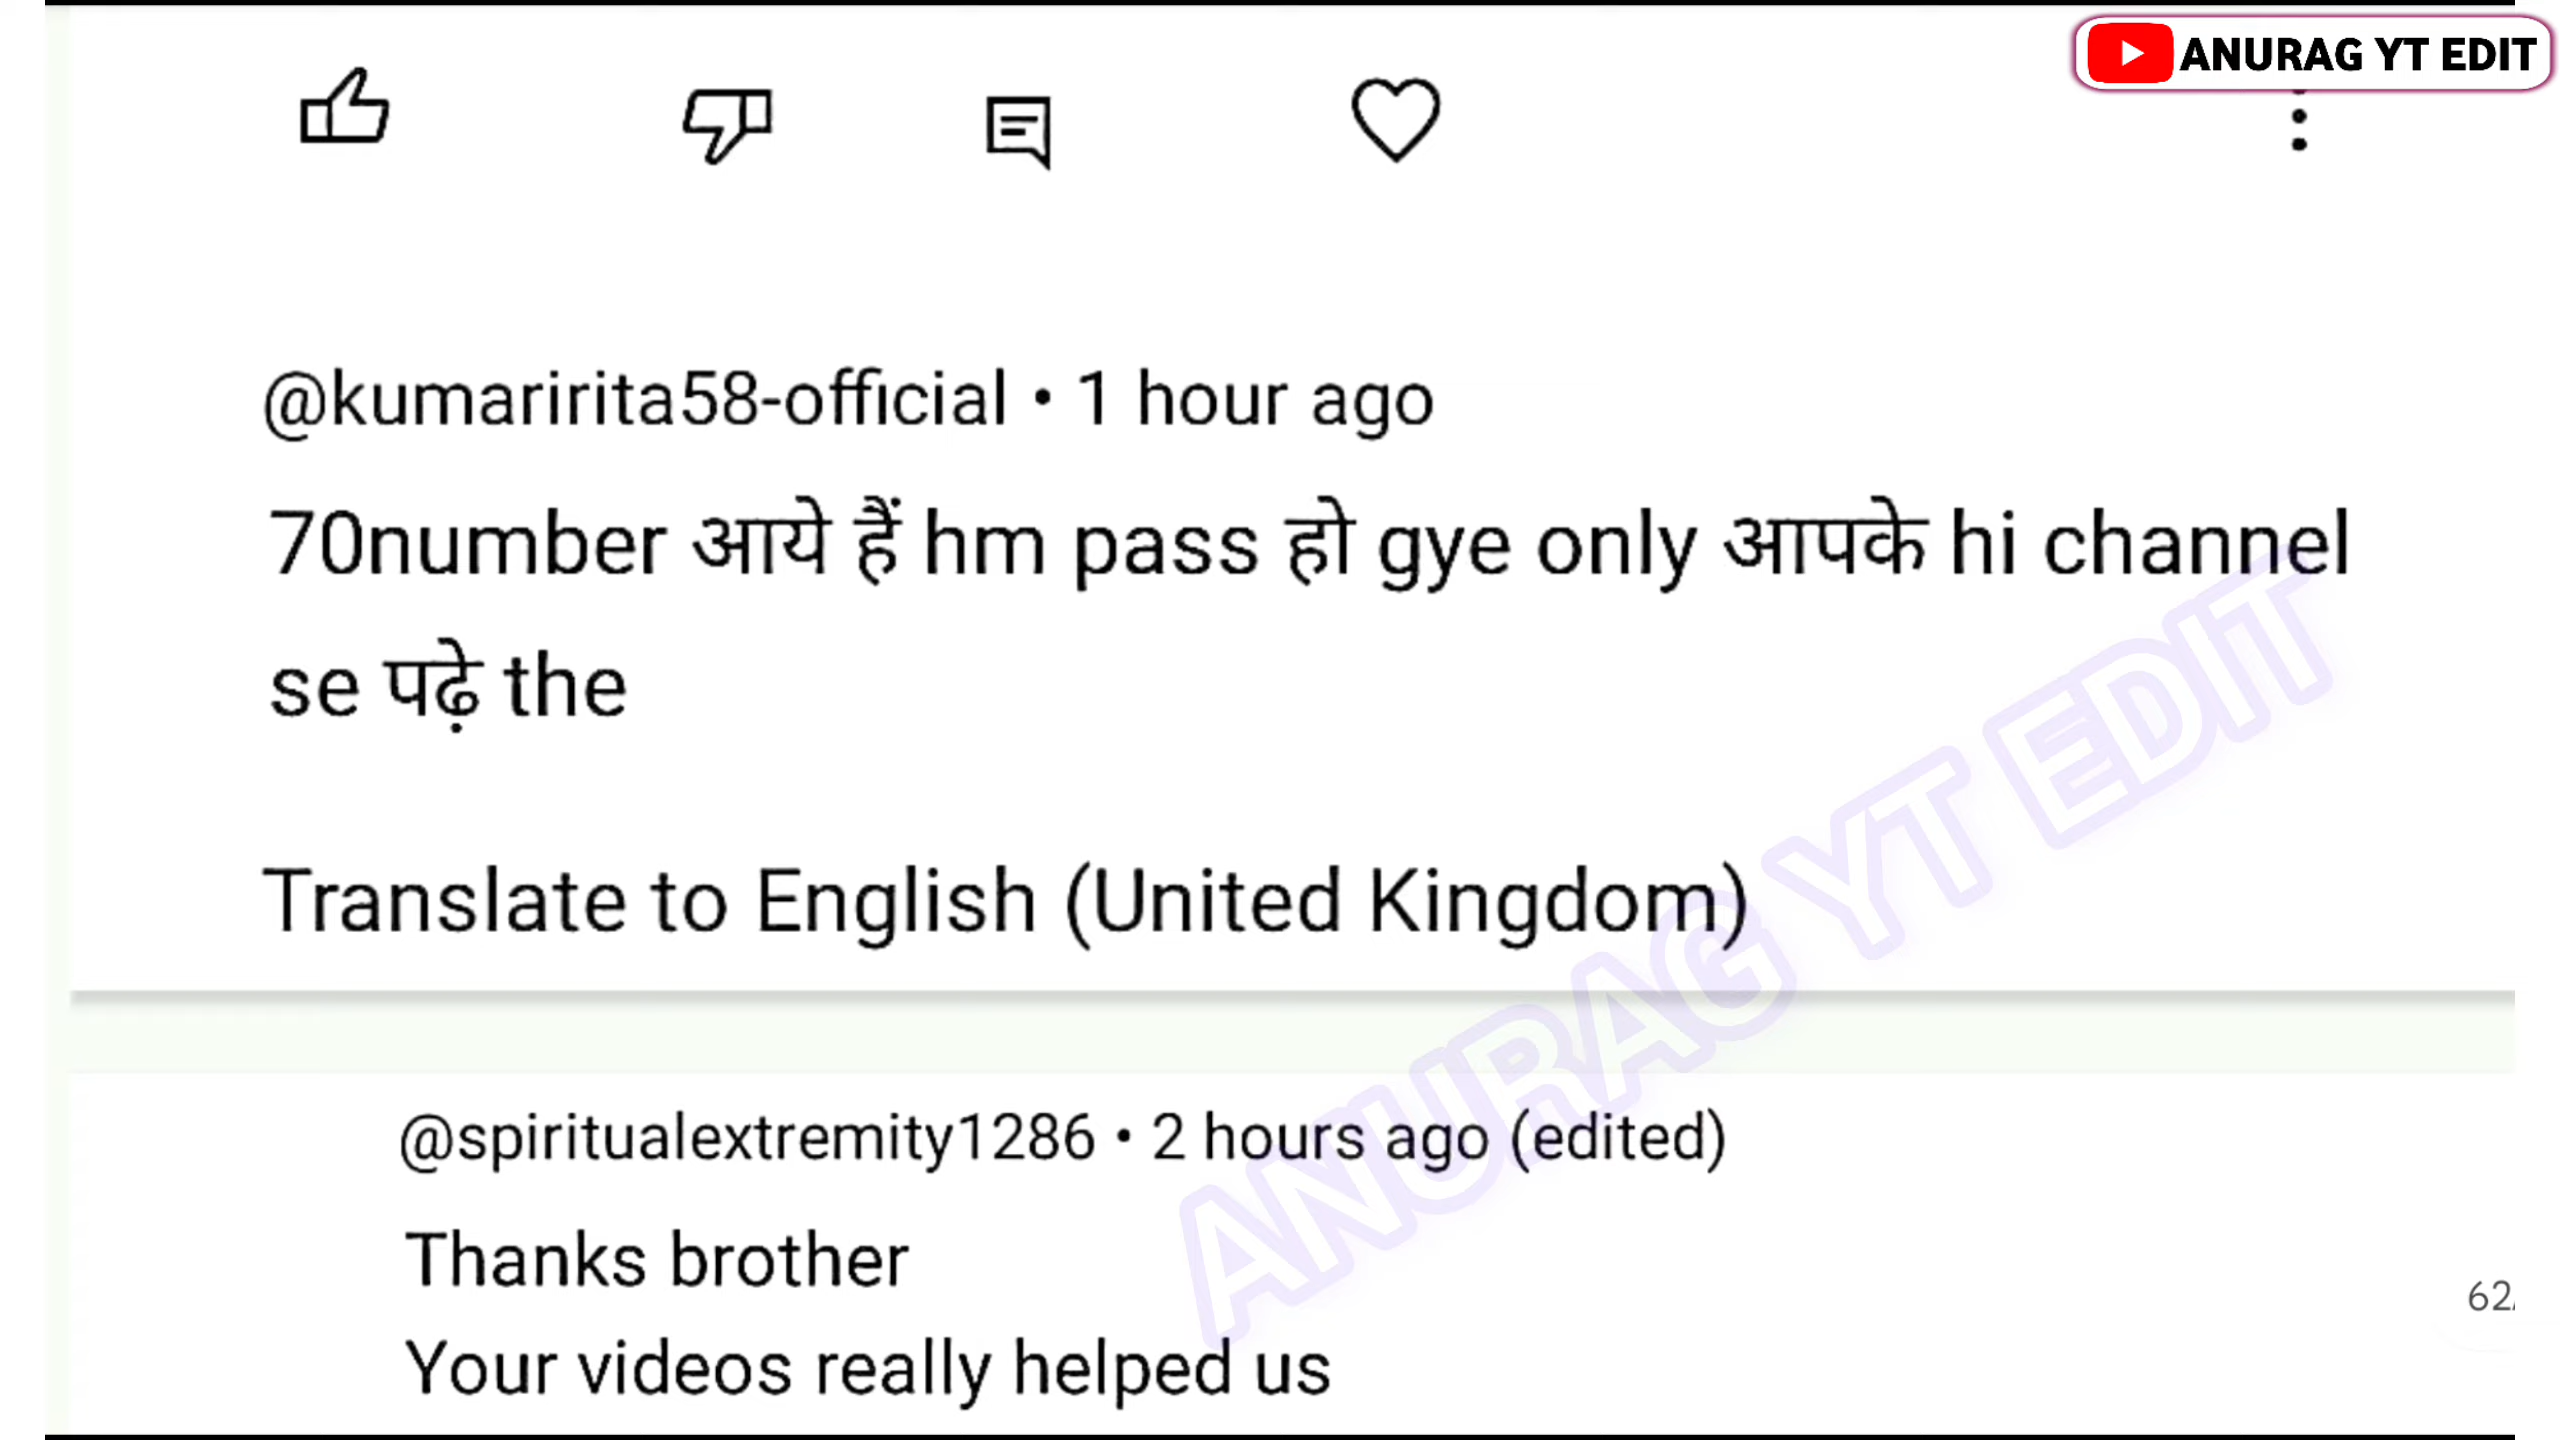 ANURAG YT EDIT
@kumaririta58-official • 1 hour ago
70number आये हैं hm pass हो gye only आपके hi channel
se पढ़े the
Translate to English (United Kingdom)
ANURAG YT EDIT
@spiritualextremity1286 • 2 hours ago (edited)
Thanks brother
62/
Your videos really helped us